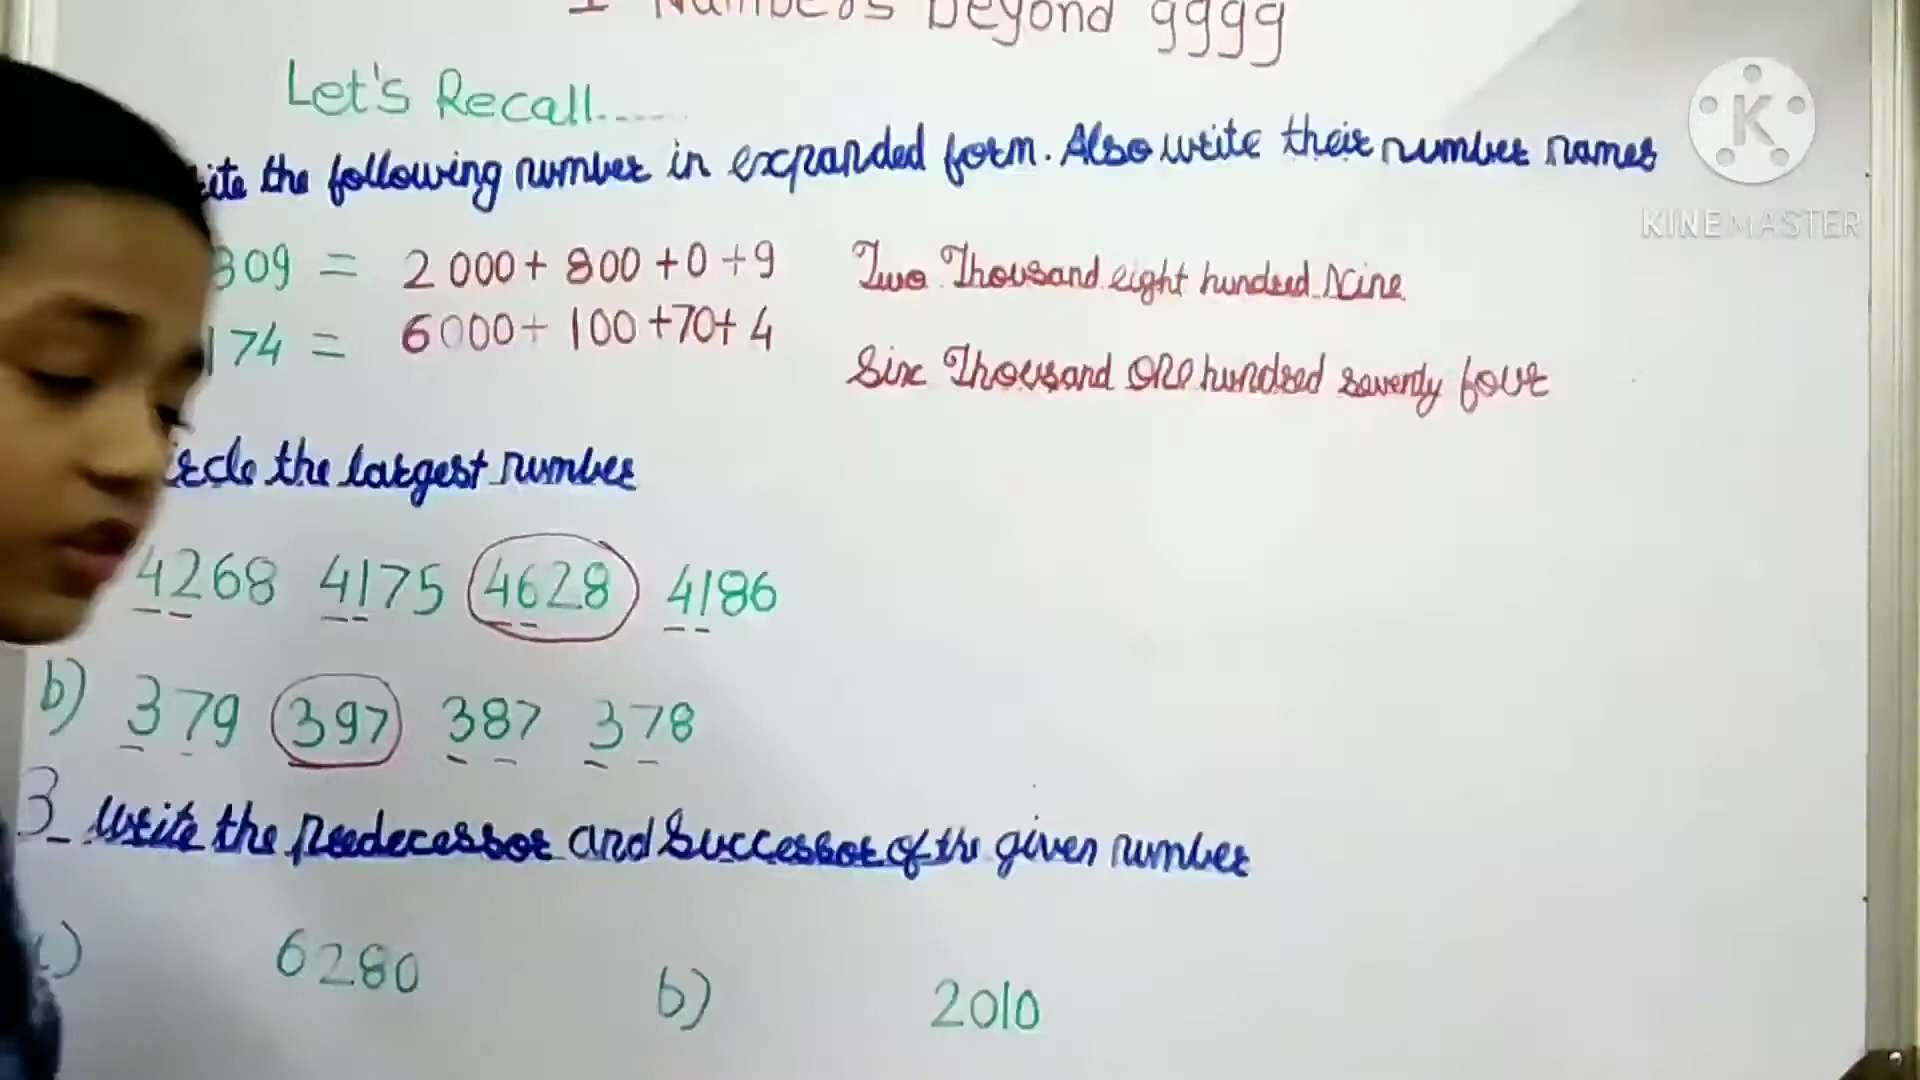 1 Numbers beyond 9999
Let's Recall.......
ite the following number in expanded form. Also write their number names
809 = 2000 + 800 + 0 + 9 Two Thousand eight hundred Nine
174 = 6000 + 100 + 70 + 4
Six Thousand one hundred seventy four
ircle the largest number
4268 4175 4628 4186
b) 379 397 387 378
3 Write the Predecessor and Successor of the given number
6280 b) 2010
K
KINEMASTER